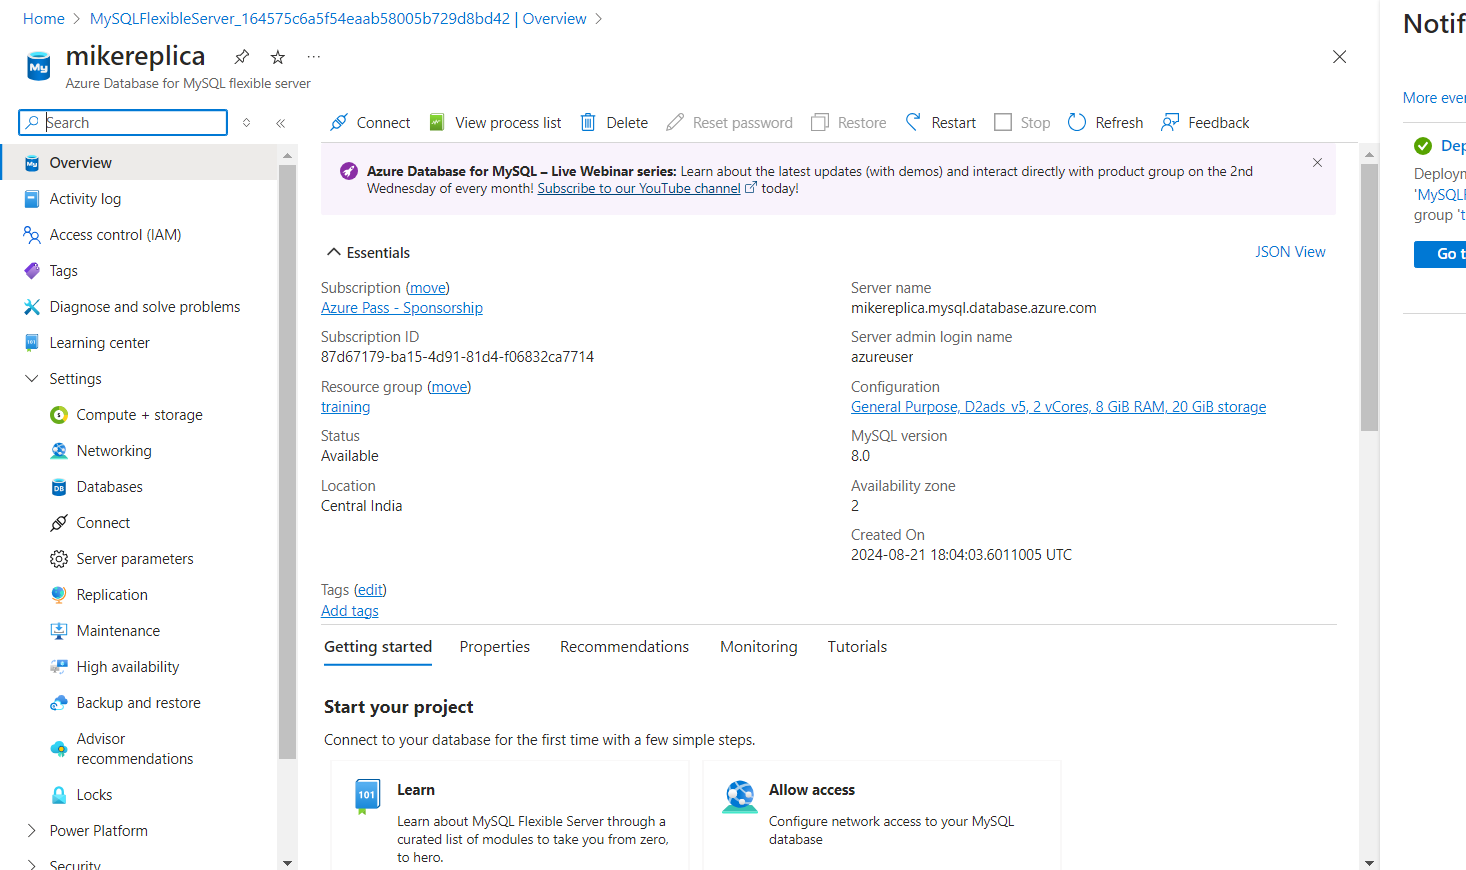 Home > MySQLFlexibleServer_164575c6a5f54eaab58005b729d8bd42 | Overview >
mikereplica
Azure Database for MySQL flexible server
Search
Overview
Activity log
Access control (IAM)
Tags
Diagnose and solve problems
Learning center
Settings
Compute + storage
Networking
Databases
Connect
Server parameters
Replication
Maintenance
High availability
Backup and restore
Advisor
recommendations
Locks
Power Platform
Security
Connect View process list Delete Reset password Restore Restart Stop Refresh Feedback
Azure Database for MySQL – Live Webinar series: Learn about the latest updates (with demos) and interact directly with product group on the 2nd
Wednesday of every month! Subscribe to our YouTube channel today!
Essentials
JSON View
Subscription (move)
Azure Pass - Sponsorship
Subscription ID
87d67179-ba15-4d91-81d4-f06832ca7714
Resource group (move)
training
Status
Available
Location
Central India
Server name
mikereplica.mysql.database.azure.com
Server admin login name
azureuser
Configuration
General Purpose, D2ads_v5, 2 vCores, 8 GiB RAM, 20 GiB storage
MySQL version
8.0
Availability zone
2
Created On
2024-08-21 18:04:03.6011005 UTC
Tags (edit)
Add tags
Getting started Properties Recommendations Monitoring Tutorials
Start your project
Connect to your database for the first time with a few simple steps.
Learn
Learn about MySQL Flexible Server through a
curated list of modules to take you from zero,
to hero.
Allow access
Configure network access to your MySQL
database
Notif
More ever
Dep
Deployn
'MySQLF
group 't
Go t